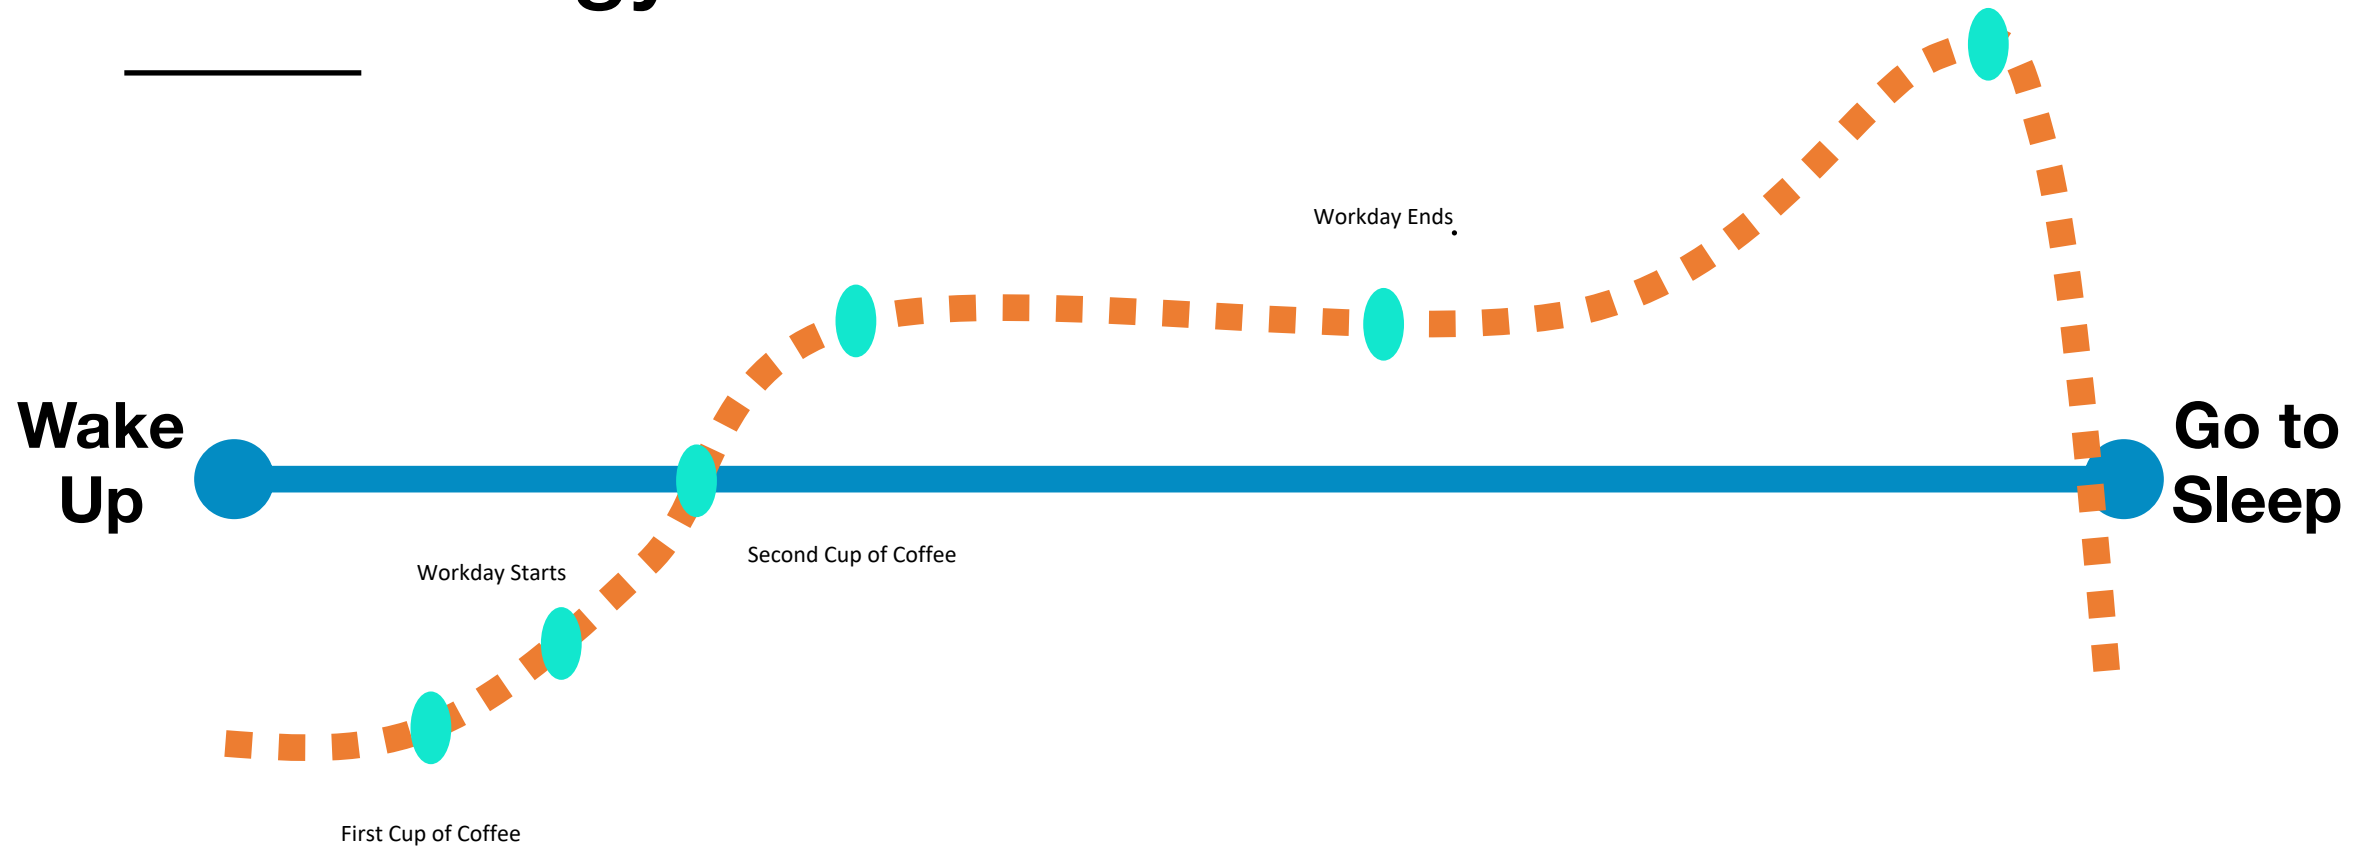 Workday Ends
Wake
Up
Go to
Sleep
Workday Starts
Second Cup of Coffee
First Cup of Coffee